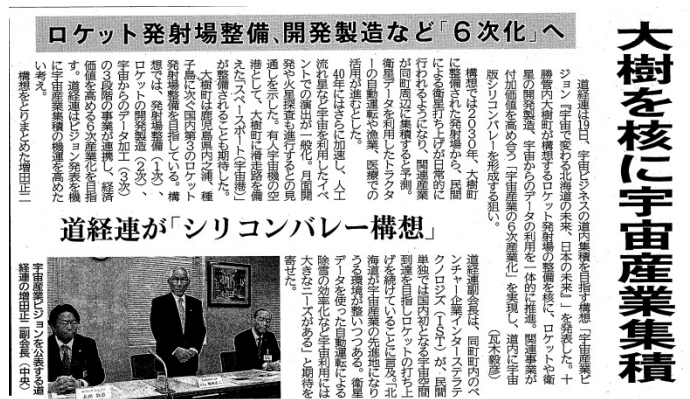 ロケット発射場整備、開発製造など「6次化」へ
大樹を核に宇宙産業集積
道経連が「シリコンバレー構想」
道経連は19日、宇宙ビジネスの道内集積を目指す構想「宇宙産業ビ
ジョン『宇宙で変わる北海道の未来、日本の未来』」を発表した。十
勝管内大樹町が構想するロケット発射場の整備を核に、ロケットや衛
星の開発製造、宇宙からのデータの利用を一体的に推進。関連事業が
付加価値を高め合う「宇宙産業の6次産業化」を実現し、道内に宇宙
版シリコンバレーを形成する狙い。
（瓦木毅彦）
構想では2030年、大樹町
に整備された発射場から、民間
による衛星打ち上げが日常的に
行われるようになり、関連産業
が同町周辺に集積すると予測。
衛星データを利用したトラクタ
ーの自動運転や漁業、医療での
活用が進むとした。
40年にはさらに加速し、人工
流れ星など宇宙を利用したイベ
ントでの演出が一般化。月面開
発や火星探査も進行するとの見
通しを示した。有人宇宙機の空
港として、大樹町に滑走路を備
えた「スペースポート（宇宙港）」
が整備されることも期待した。
大樹町は鹿児島県内之浦、種
子島に次ぐ国内第3のロケット
発射場整備を目指している。構
想では、発射場整備（1次）、
ロケットの開発製造（2次）、
宇宙からのデータ加工（3次）
の3段階の事業が連携し、経済
価値を高める6次産業化を目指
す。道経連はビジョン発表を機
に宇宙産業集積の機運を高めた
い考え。
構想をとりまとめた増田正二
道経連副会長は、同町町内のベ
ンチャー企業インターステラテ
クノロジズ（IST）が、民間
単独では国内初となる宇宙空間
到達を目指しロケットの打ち上
げを続けていることに言及。「北
海道が宇宙産業の先進地になり
うる環境が整いつつある。衛星
データを使った自動運転による
除雪の効率化など宇宙利用には
大きなニーズがある」と期待を
寄せた。
宇宙産業ビジョンを公表する道
経連の増田正二副会長（中央）